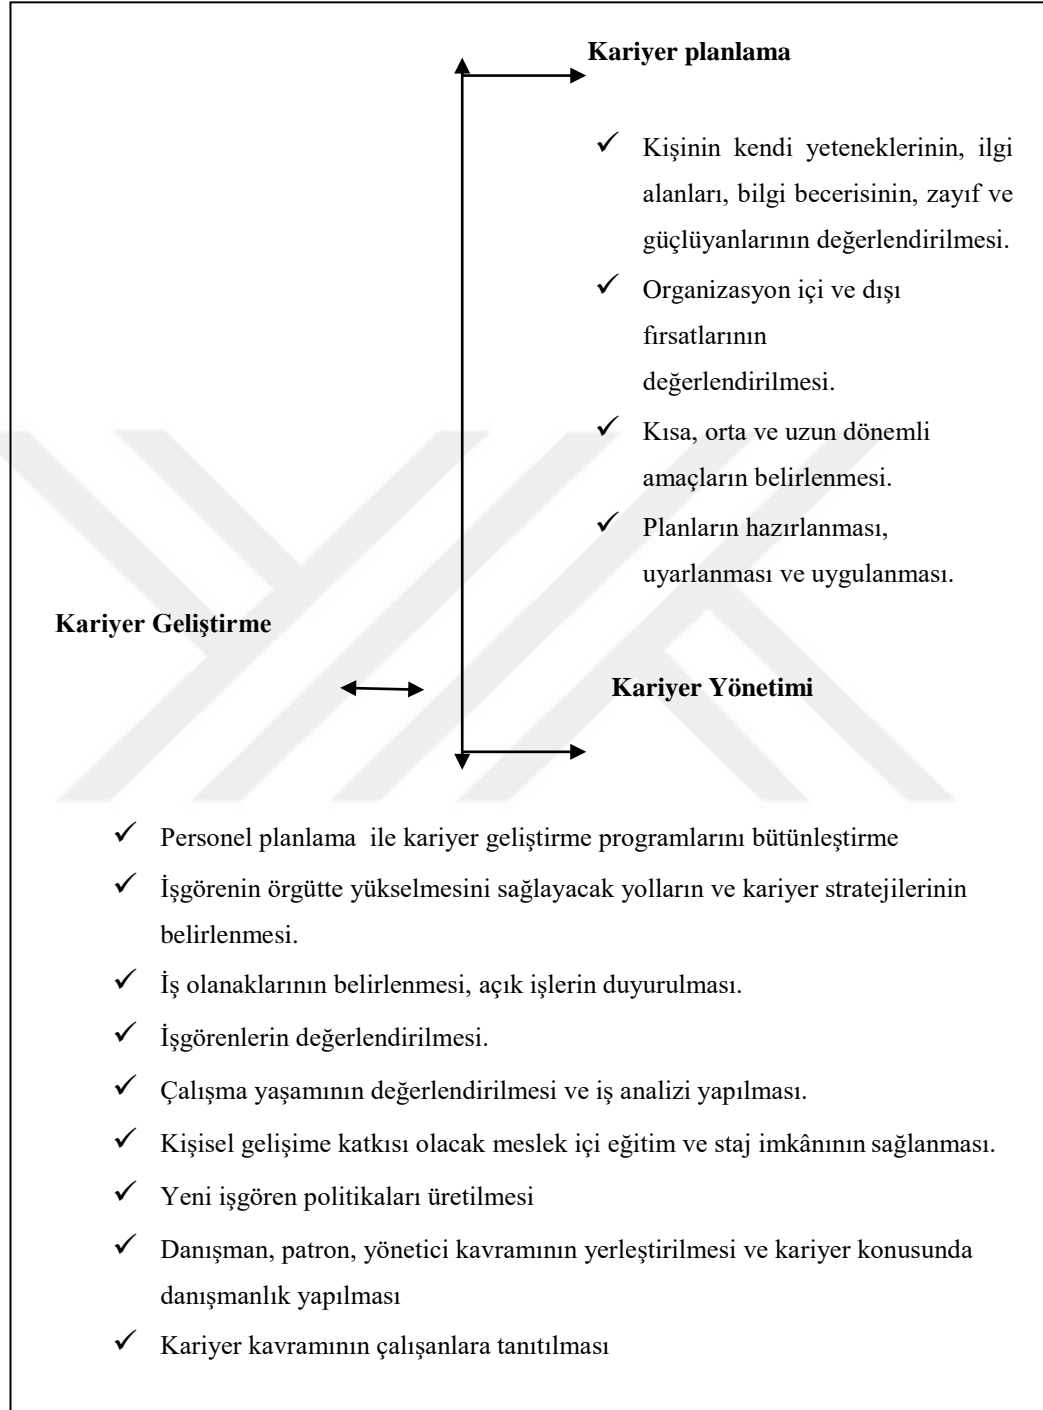 Kariyer planlama
✓ Kişinin kendi yeteneklerinin, ilgi
alanları, bilgi becerisinin, zayıf ve
güçlüyanlarının değerlendirilmesi.
✓ Organizasyon içi ve dışı
fırsatlarının
değerlendirilmesi.
✓ Kısa, orta ve uzun dönemli
amaçların belirlenmesi.
✓ Planların hazırlanması,
uyarlanması ve uygulanması.
Kariyer Geliştirme
Kariyer Yönetimi
✓ Personel planlama ile kariyer geliştirme programlarını bütünleştirme
✓ İşgörenin örgütte yükselmesini sağlayacak yolların ve kariyer stratejilerinin
belirlenmesi.
✓ İş olanaklarının belirlenmesi, açık işlerin duyurulması.
✓ İşgörenlerin değerlendirilmesi.
✓ Çalışma yaşamının değerlendirilmesi ve iş analizi yapılması.
✓ Kişisel gelişime katkısı olacak meslek içi eğitim ve staj imkânının sağlanması.
✓ Yeni işgören politikaları üretilmesi
✓ Danışman, patron, yönetici kavramının yerleştirilmesi ve kariyer konusunda
danışmanlık yapılması
✓ Kariyer kavramının çalışanlara tanıtılması